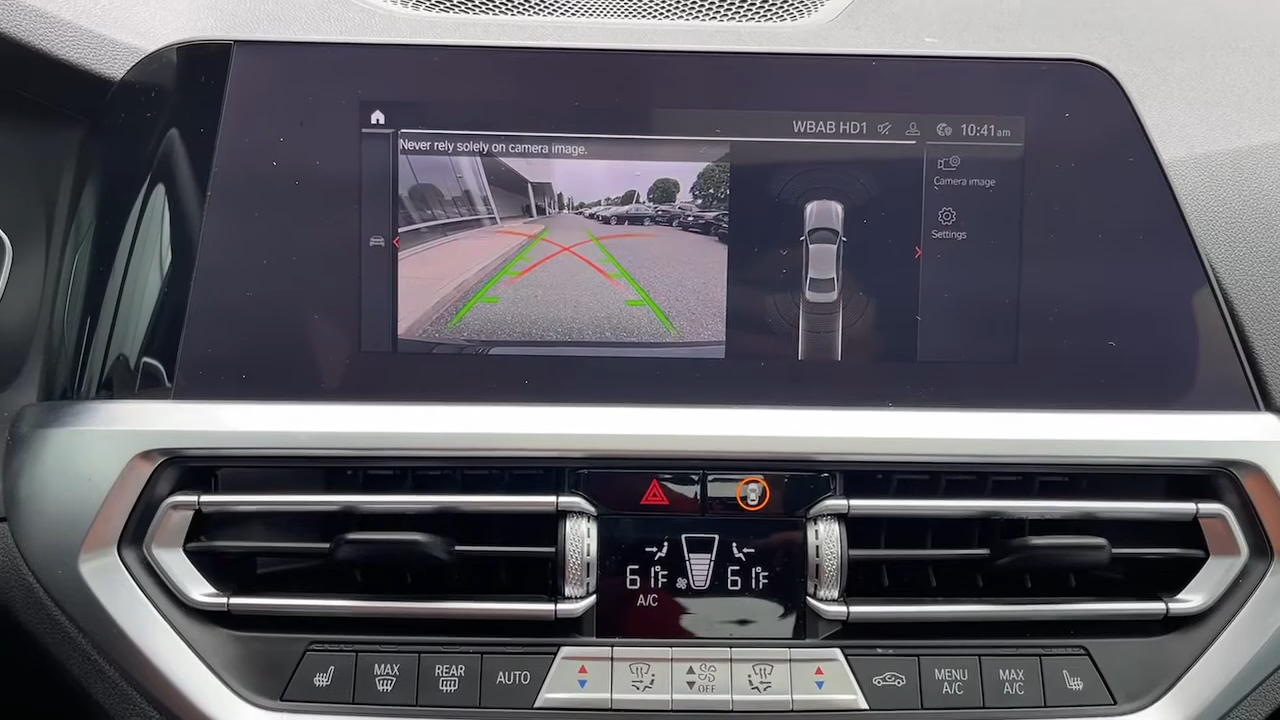 WBAB HD1 10:41am
Never rely solely on camera image.
Camera image
Settings
61°F 61°F
A/C
MAX
REAR
AUTO
OFF
MENU
A/C
MAX
A/C